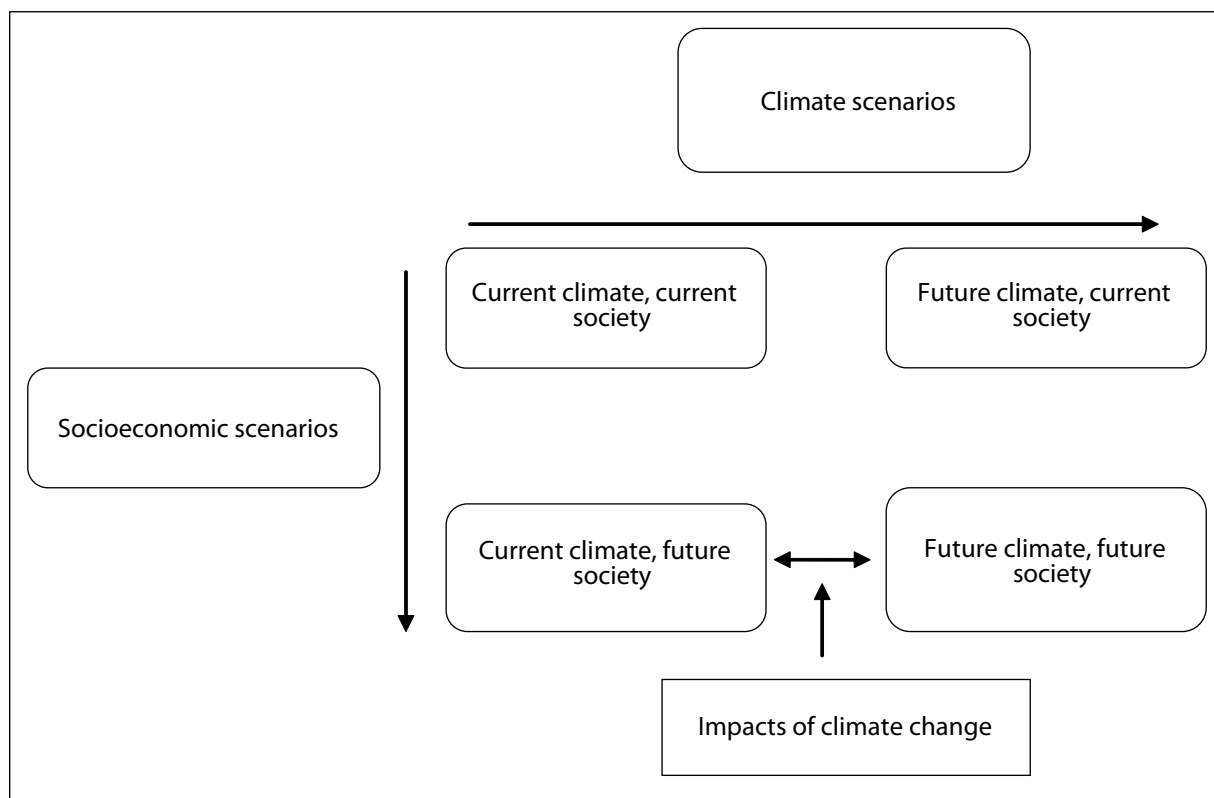 Climate scenarios
Current climate, current
society
Future climate, current
society
Socioeconomic scenarios
Current climate, future
society
Future climate, future
society
Impacts of climate change